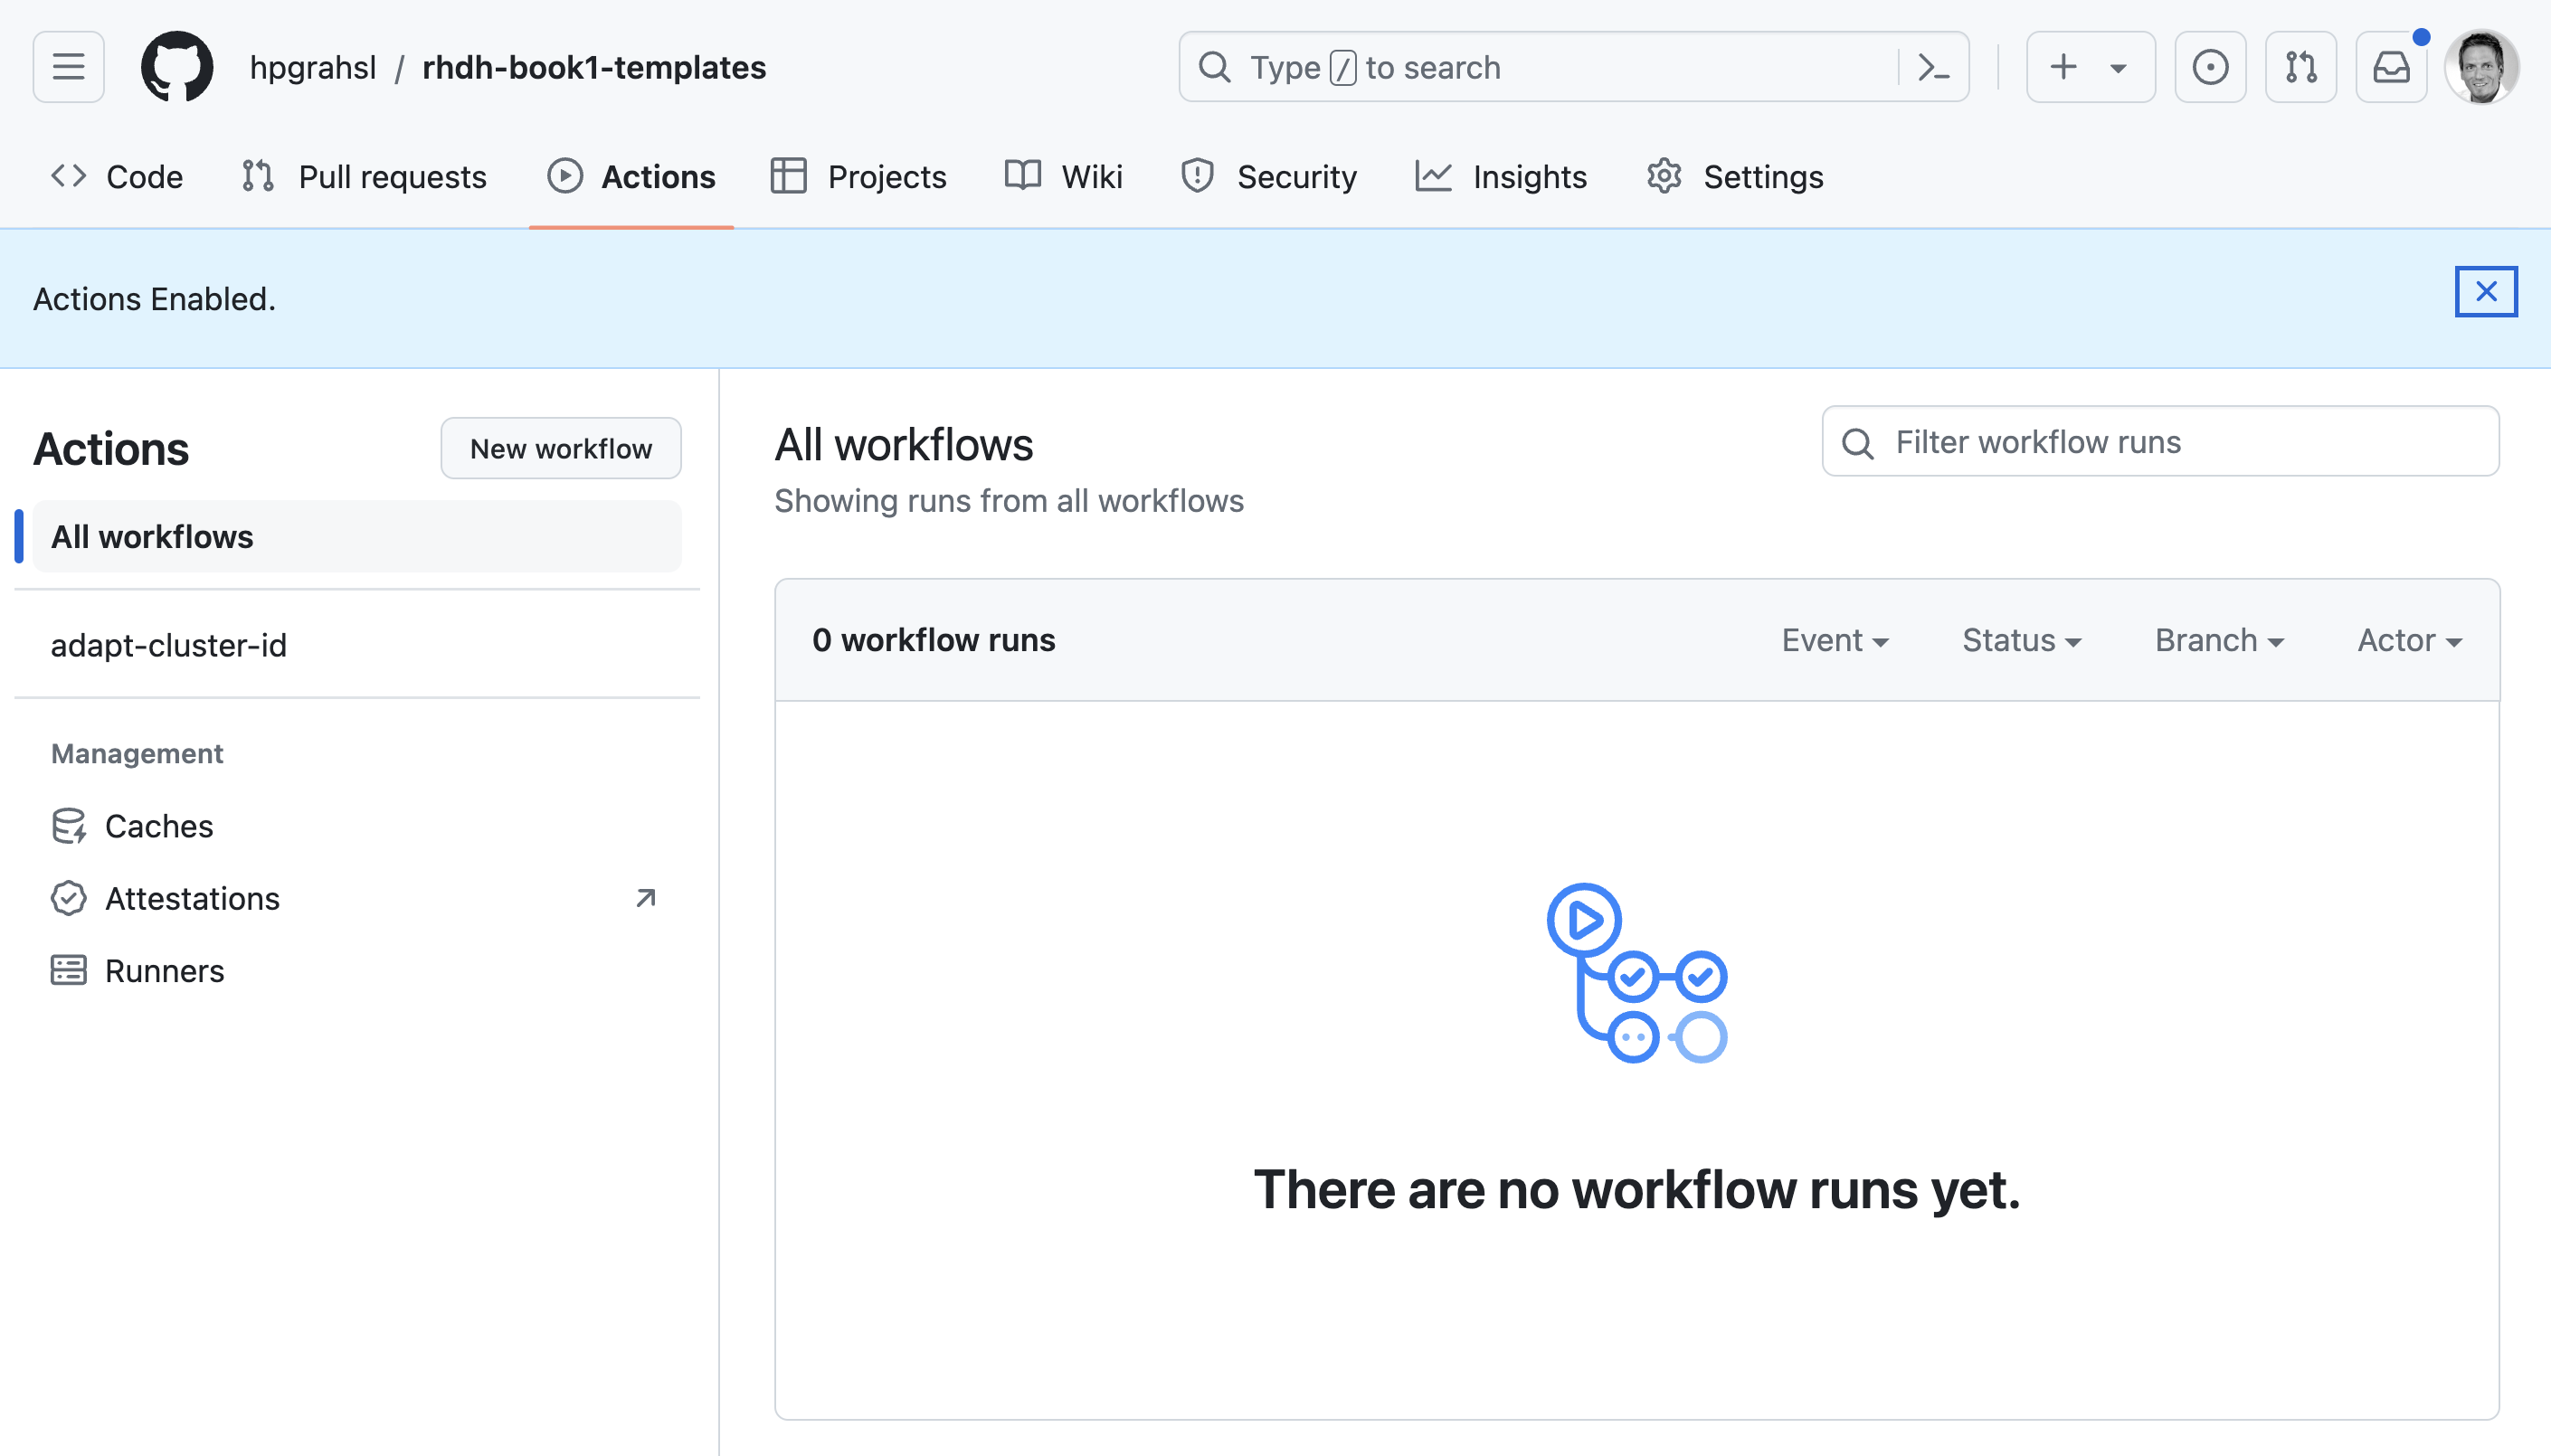 hpgrahsl / rhdh-book1-templates
Type / to search
Code Pull requests Actions Projects Wiki Security Insights Settings
Actions Enabled.
Actions
New workflow
All workflows
adapt-cluster-id
Management
Caches
Attestations
Runners
All workflows
Showing runs from all workflows
Filter workflow runs
0 workflow runs
Event Status Branch Actor
There are no workflow runs yet.